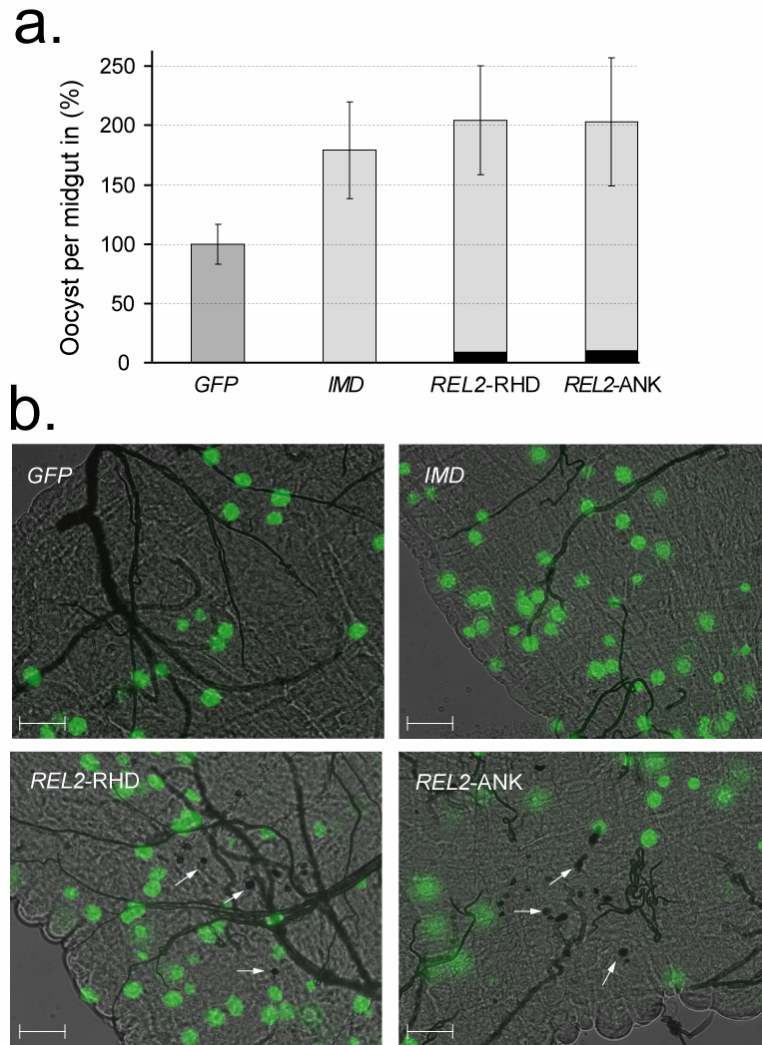 a.
Oocyst per midgut in (%)
250
200
150
100
50
0
GFP IMD REL2-RHD REL2-ANK
b.
GFP
IMD
REL2-RHD
REL2-ANK